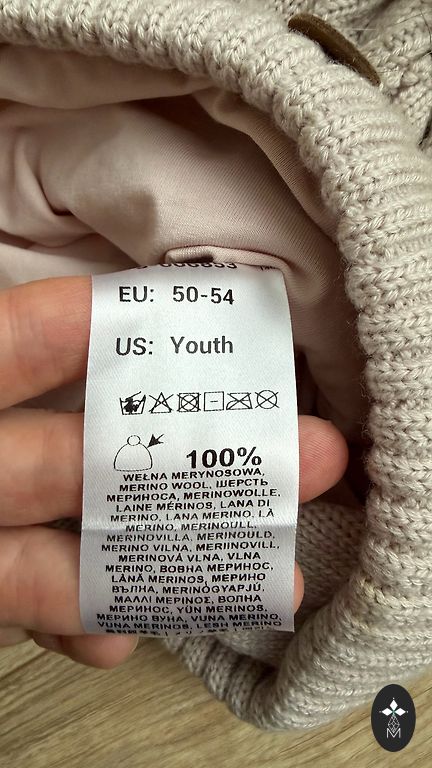 EU: 50-54
US: Youth
100%
WEŁNA MERYNOSOWA,
MERINO WOOL, ШЕРСТЬ
МЕРИНОСА, MERINOWOLLE,
LAINE MÉRINOS, LANA DI
MERINO, LANA MERINO, LÃ
MERINO, MERINOULL,
MERINOVILLA, MERINOULD,
MERINO VILNA, MERINIVILL,
MERINOVÁ VLNA, VLNA
MERINO, ВОВНА МЕРИНОС,
LÂNĂ MERINOS, МЕРИНО
ВЪЛНА, MERINÓGYAPJÚ,
ΜΑΛΛΙ ΜΕΡΙΝΟΣ, ВОЛНА
МЕРИНОС, YÜN MERINOS,
МЕРИНО ВУНА, VUNA MERINO,
VUNA MERINOS, LESH MERINO
M